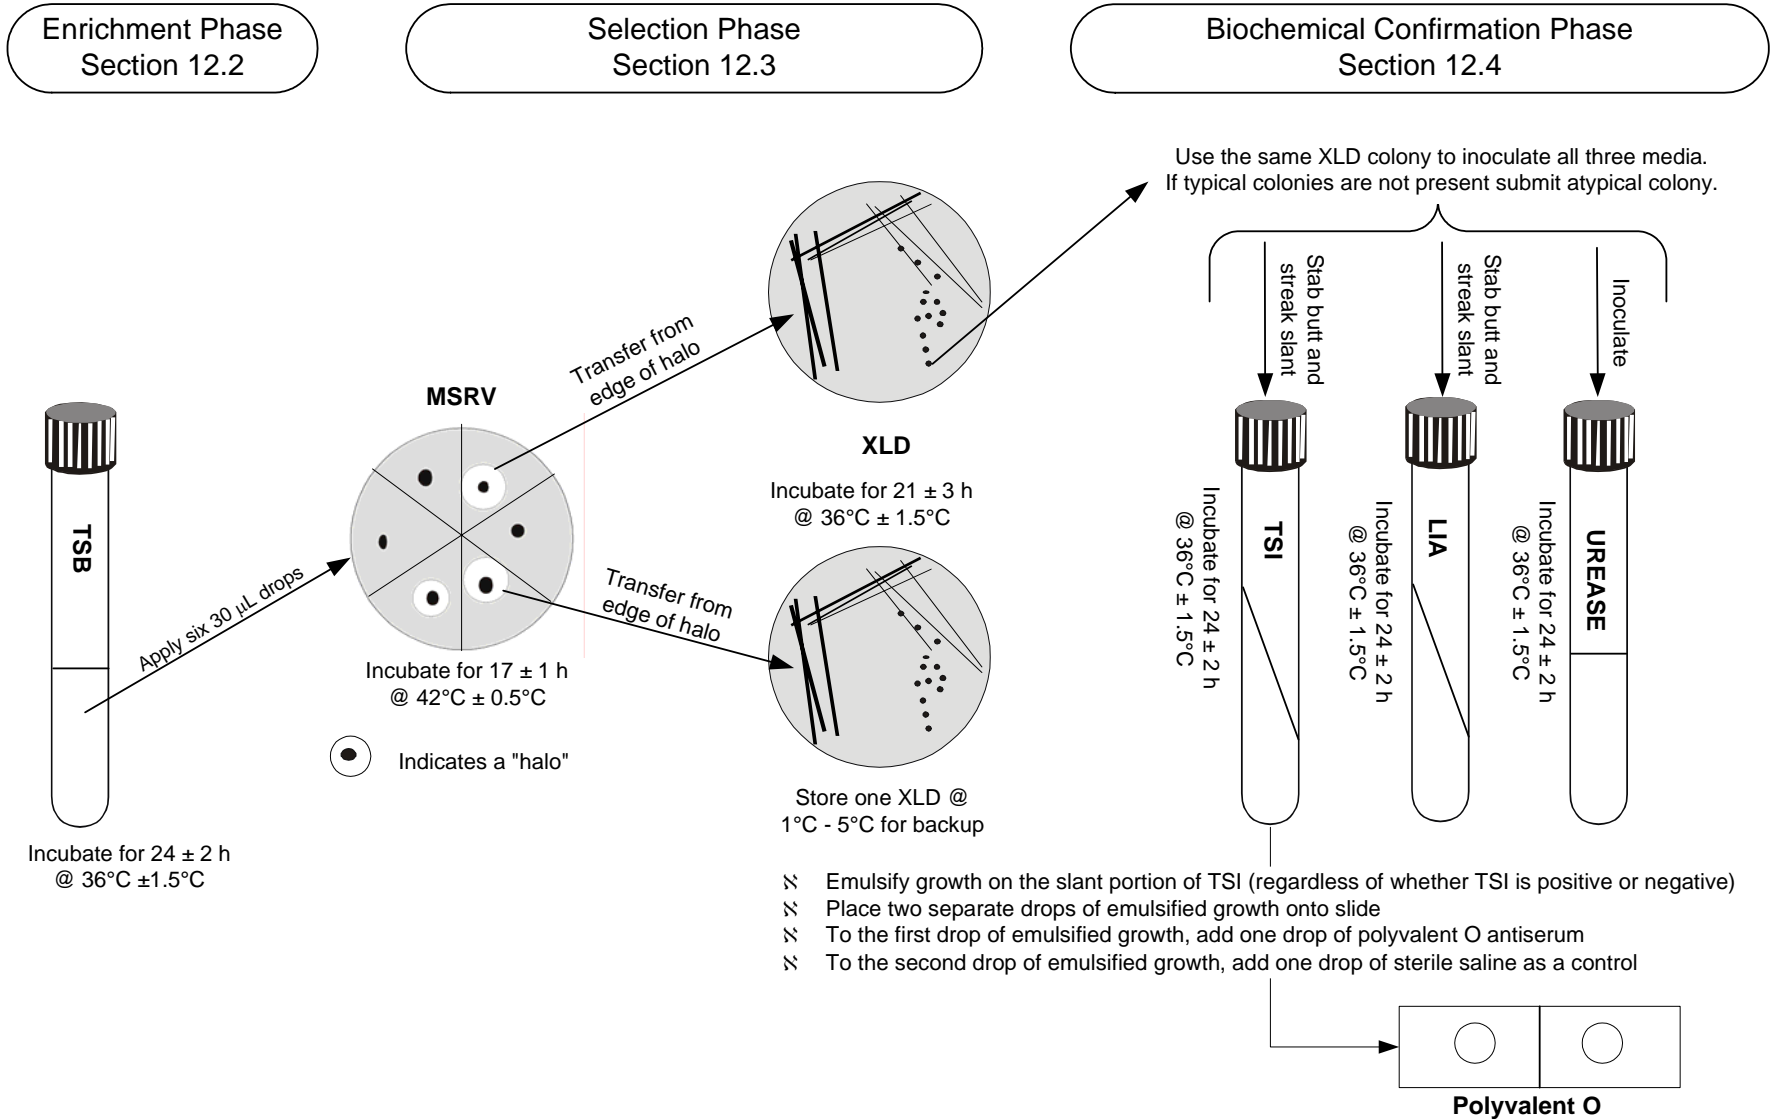 Enrichment Phase
Section 12.2
Selection Phase
Section 12.3
Biochemical Confirmation Phase
Section 12.4
TSB
Incubate for 24 ± 2 h
@ 36°C ±1.5°C
Apply six 30 µL drops
MSRV
Incubate for 17 ± 1 h
@ 42°C ± 0.5°C
Indicates a "halo"
Transfer from
edge of halo
Transfer from
edge of halo
XLD
Incubate for 21 ± 3 h
@ 36°C ± 1.5°C
Store one XLD @
1°C - 5°C for backup
Use the same XLD colony to inoculate all three media.
If typical colonies are not present submit atypical colony.
Stab butt and
streak slant
Stab butt and
streak slant
Inoculate
TSI
Incubate for 24 ± 2 h
@ 36°C ± 1.5°C
LIA
Incubate for 24 ± 2 h
@ 36°C ± 1.5°C
UREASE
Incubate for 24 ± 2 h
@ 36°C ± 1.5°C
ℵ Emulsify growth on the slant portion of TSI (regardless of whether TSI is positive or negative)
ℵ Place two separate drops of emulsified growth onto slide
ℵ To the first drop of emulsified growth, add one drop of polyvalent O antiserum
ℵ To the second drop of emulsified growth, add one drop of sterile saline as a control
Polyvalent O